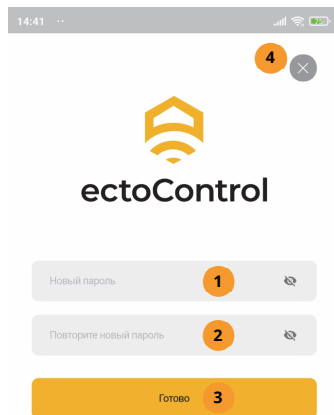 14:41
4
ectoControl
Новый пароль 1
Повторите новый пароль 2
Готово 3